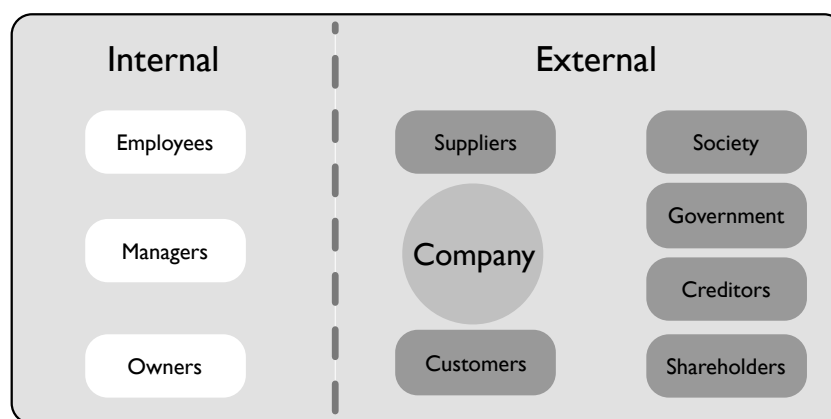 Internal
External
Employees
Suppliers
Society
Managers
Company
Government
Creditors
Owners
Customers
Shareholders